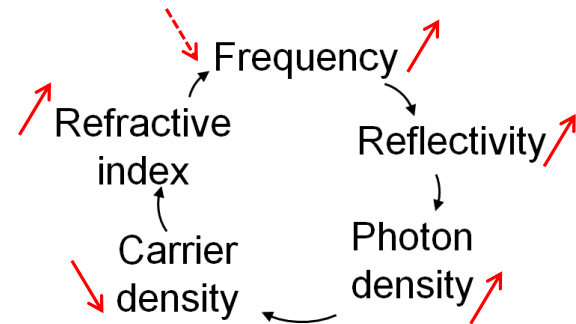 Frequency
Reflectivity
Photon
density
Carrier
density
Refractive
index